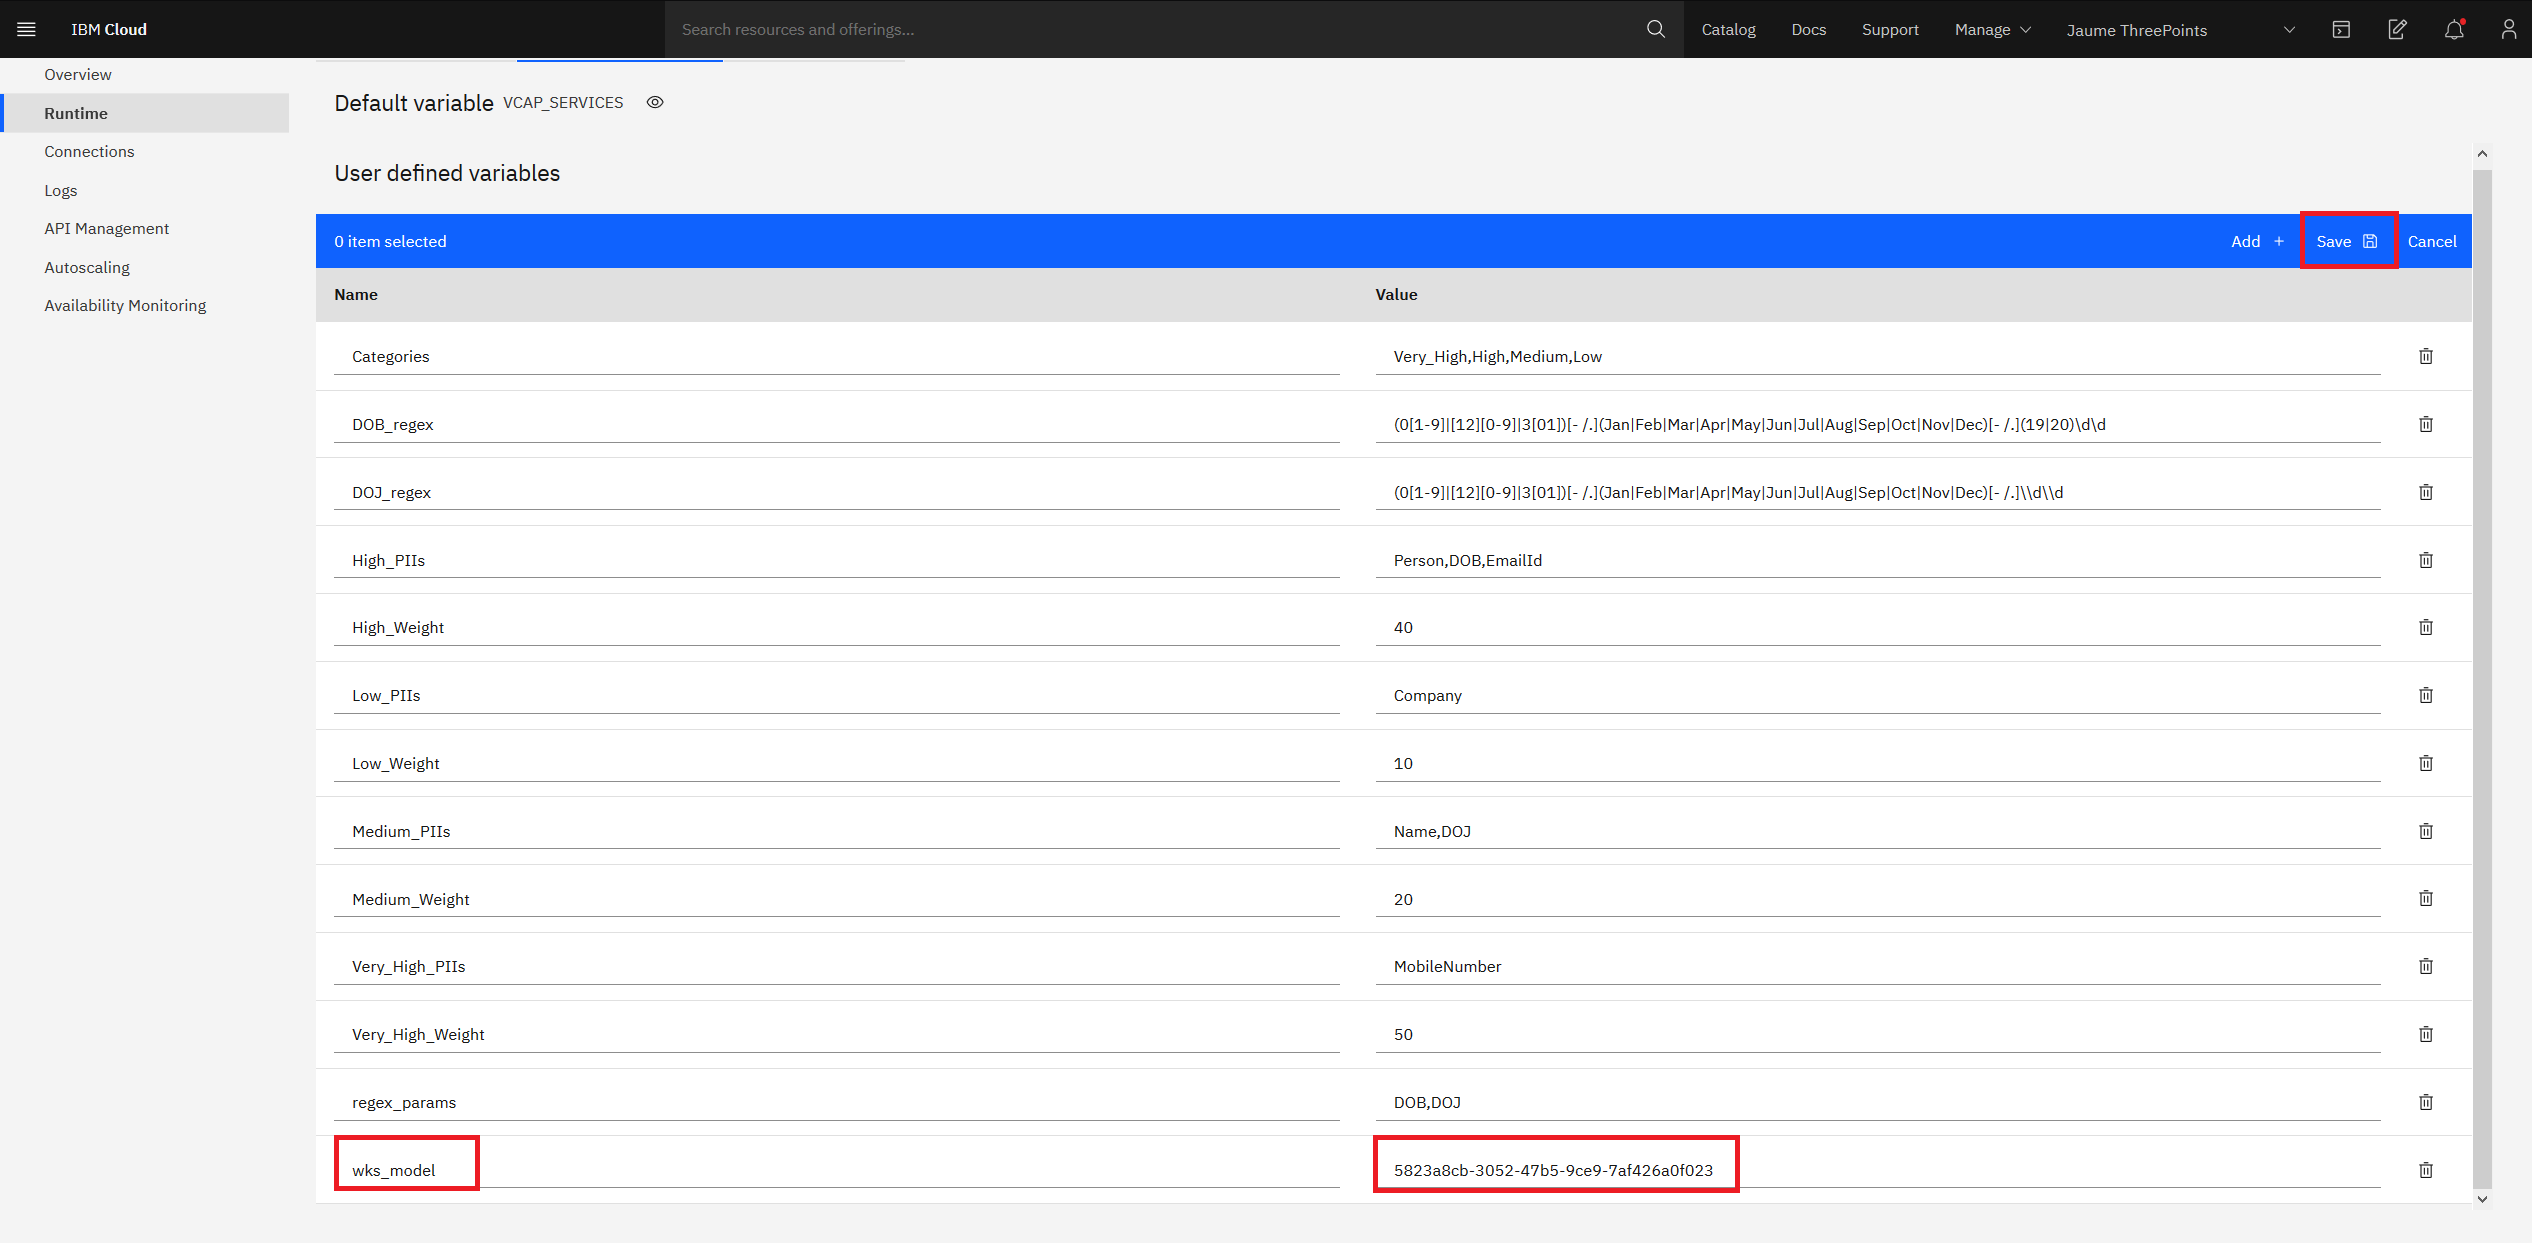 IBM Cloud
Search resources and offerings...
Catalog
Docs
Support
Manage
Jaume ThreePoints
Overview
Runtime
Connections
Logs
API Management
Autoscaling
Availability Monitoring
Default variable VCAP_SERVICES
User defined variables
0 item selected
Add +
Save
Cancel
Name Value
Categories Very_High,High,Medium,Low
DOB_regex (0[1-9]|[12][0-9]|3[01])[- /.](Jan|Feb|Mar|Apr|May|Jun|Jul|Aug|Sep|Oct|Nov|Dec)[- /.](19|20)\d\d
DOJ_regex (0[1-9]|[12][0-9]|3[01])[- /.](Jan|Feb|Mar|Apr|May|Jun|Jul|Aug|Sep|Oct|Nov|Dec)[- /.]\\d\\d
High_PIIs Person,DOB,EmailId
High_Weight 40
Low_PIIs Company
Low_Weight 10
Medium_PIIs Name,DOJ
Medium_Weight 20
Very_High_PIIs MobileNumber
Very_High_Weight 50
regex_params DOB,DOJ
wks_model 5823a8cb-3052-47b5-9ce9-7af426a0f023